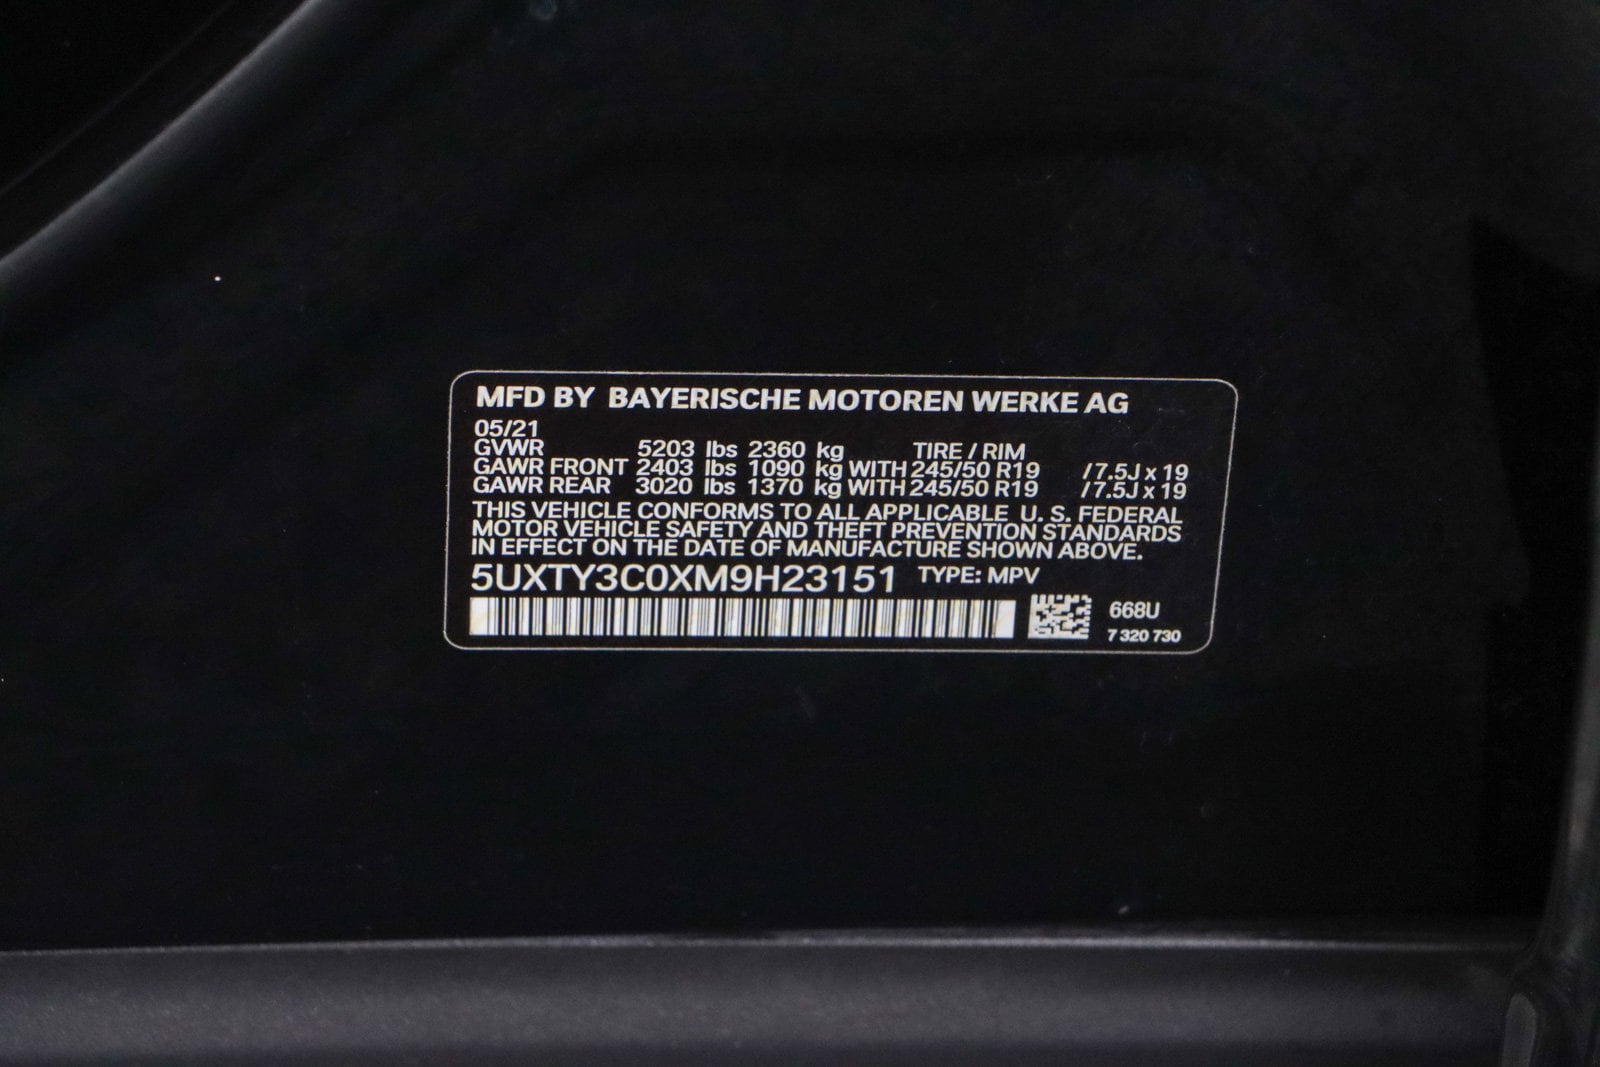 MFD BY BAYERISCHE MOTOREN WERKE AG
05/21
GVWR 5203 lbs 2360 kg TIRE / RIM
GAWR FRONT 2403 lbs 1090 kg WITH 245/50 R19 /7.5J x 19
GAWR REAR 3020 lbs 1370 kg WITH 245/50 R19 /7.5J x 19
THIS VEHICLE CONFORMS TO ALL APPLICABLE U. S. FEDERAL
MOTOR VEHICLE SAFETY AND THEFT PREVENTION STANDARDS
IN EFFECT ON THE DATE OF MANUFACTURE SHOWN ABOVE.
5UXTY3C0XM9H23151 TYPE: MPV
668U
7 320 730